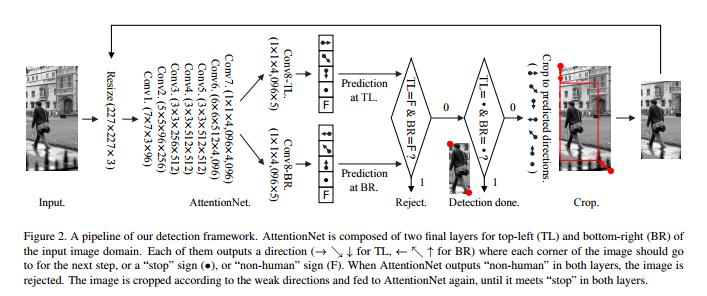 Input.
Resize (227×227×3)
Conv1. (7×7×3×96)
Conv2. (5×5×96×256)
Conv3. (3×3×256×512)
Conv4. (3×3×512×512)
Conv5. (3×3×512×512)
Conv6. (6×6×512×4,096)
Conv7. (1×1×4,096×4,096)
AttentionNet.
Conv8-TL.
(1×1×4,096×5)
Conv8-BR.
(1×1×4,096×5)
→
↘
↓
•
F
←
↖
↑
•
F
Prediction
at TL.
Prediction
at BR.
TL=F & BR=F ?
0
1
Reject.
TL= • & BR= • ?
0
1
Detection done.
Crop to predicted directions.
Crop.
Figure 2. A pipeline of our detection framework. AttentionNet is composed of two final layers for top-left (TL) and bottom-right (BR) of
the input image domain. Each of them outputs a direction (→ ↘ ↓ for TL, ← ↖ ↑ for BR) where each corner of the image should go
to for the next step, or a “stop” sign (•), or “non-human” sign (F). When AttentionNet outputs “non-human” in both layers, the image is
rejected. The image is cropped according to the weak directions and fed to AttentionNet again, until it meets “stop” in both layers.